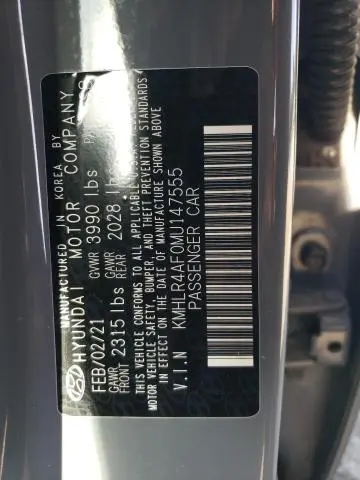 MANUFACTURED IN KOREA BY
HYUNDAI MOTOR COMPANY
FEB/02/21 GVWR 3990 lbs
GAWR FRONT 2315 lbs GAWR REAR 2028
THIS VEHICLE CONFORMS TO ALL APPLICABLE
MOTOR VEHICLE SAFETY, BUMPER, AND THEFT PREVENTION STANDARDS
IN EFFECT ON THE DATE OF MANUFACTURE SHOWN ABOVE
V.I.N KMHLR4AF0MU147555
PASSENGER CAR